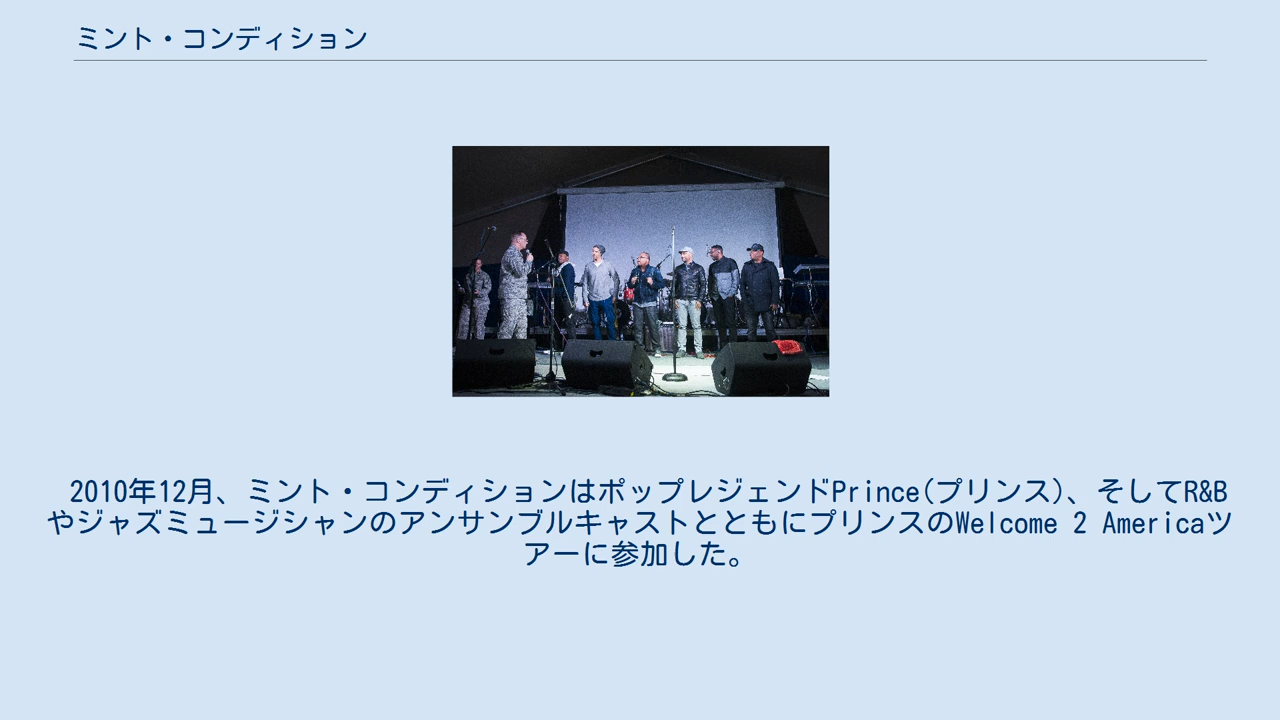 ミント・コンディション
2010年12月、ミント・コンディションはポップレジェンドPrince(プリンス)、そしてR&B
やジャズミュージシャンのアンサンブルキャストとともにプリンスのWelcome 2 Americaツ
アーに参加した。